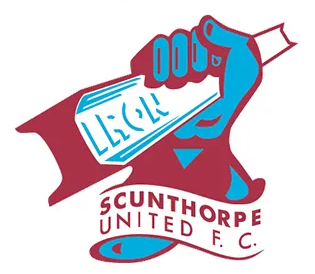 IRON
SCUNTHORPE
UNITED F. C.